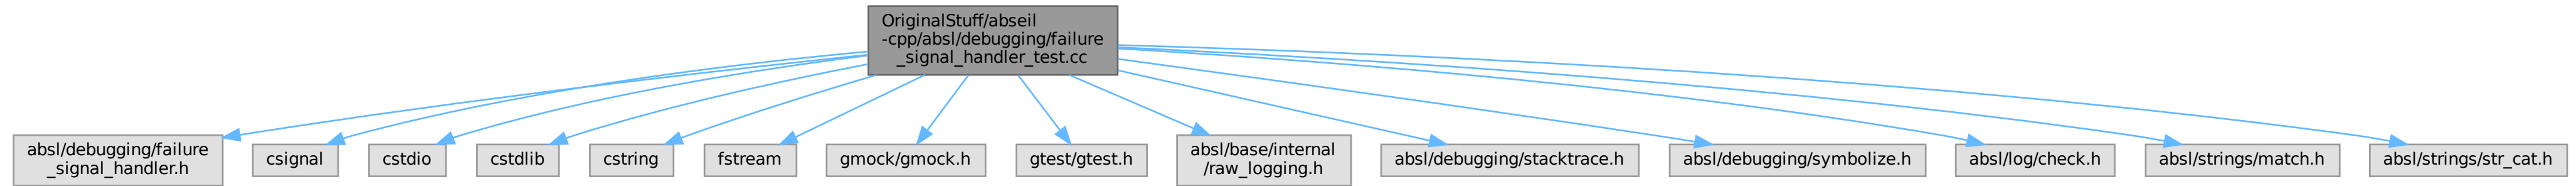 OriginalStuff/abseil
-cpp/absl/debugging/failure
_signal_handler_test.cc
absl/debugging/failure
_signal_handler.h
csignal
cstdio
cstdlib
cstring
fstream
gmock/gmock.h
gtest/gtest.h
absl/base/internal
/raw_logging.h
absl/debugging/stacktrace.h
absl/debugging/symbolize.h
absl/log/check.h
absl/strings/match.h
absl/strings/str_cat.h